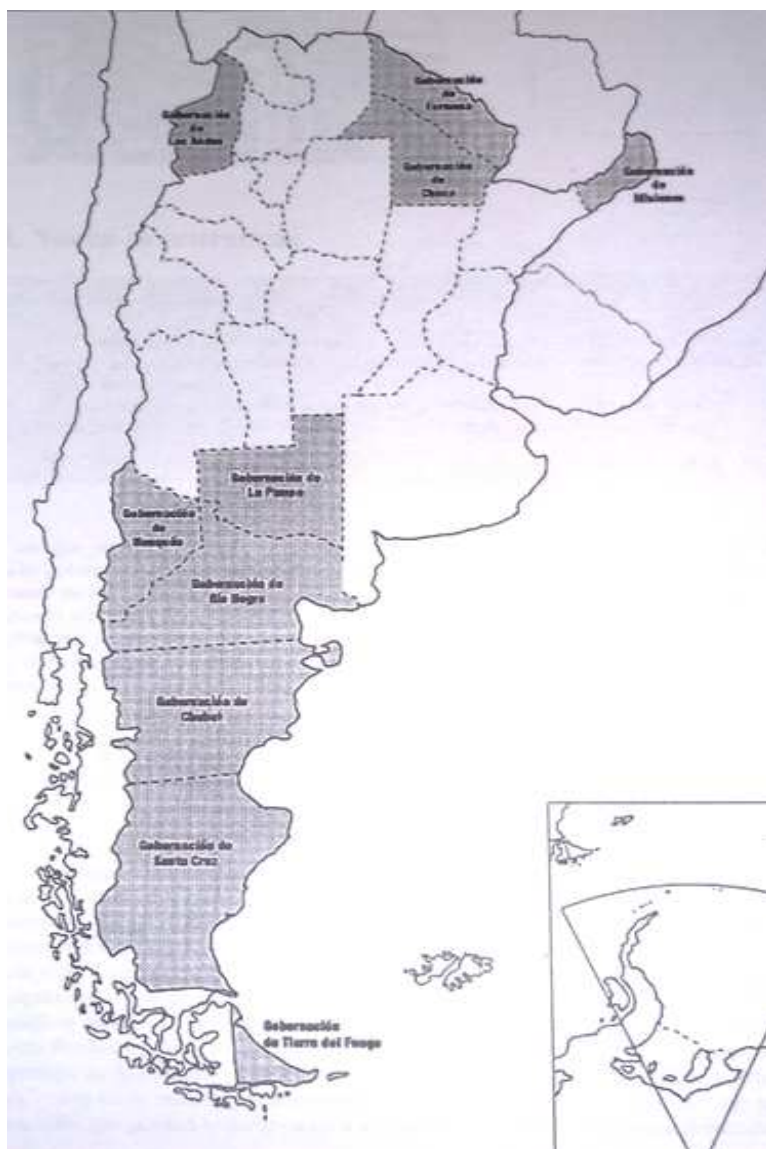 Gobernación
de
Formosa
Gobernación
de
Los Andes
Gobernación
de
Chaco
Gobernación
de
Misiones
Gobernación de
La Pampa
Gobernación
de
Neuquén
Gobernación de
Río Negro
Gobernación de
Chubut
Gobernación de
Santa Cruz
Gobernación
de Tierra del Fuego